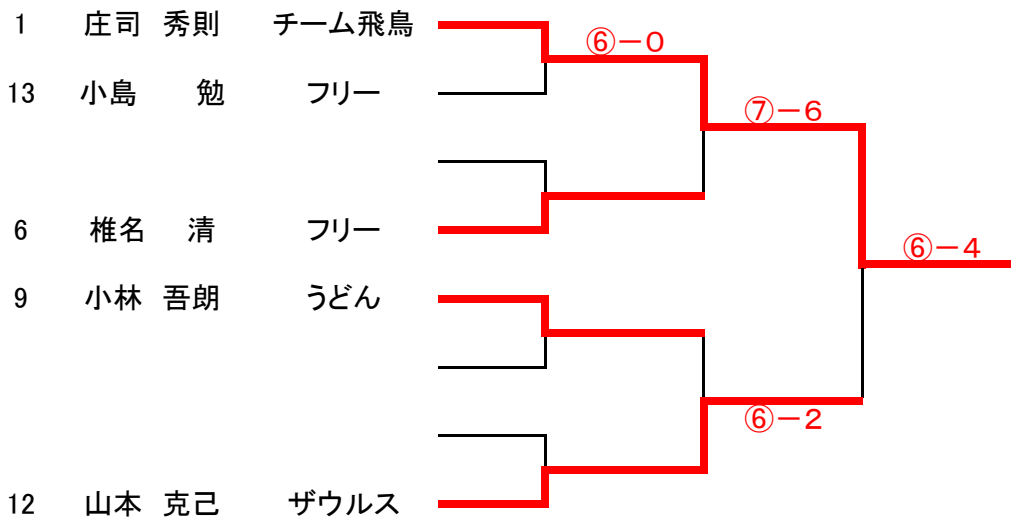 1 庄司 秀則 チーム飛鳥
⑥－0
13 小島 勉 フリー
⑦－6
6 椎名 清 フリー
⑥－4
9 小林 吾朗 うどん
⑥－2
12 山本 克己 ザウルス